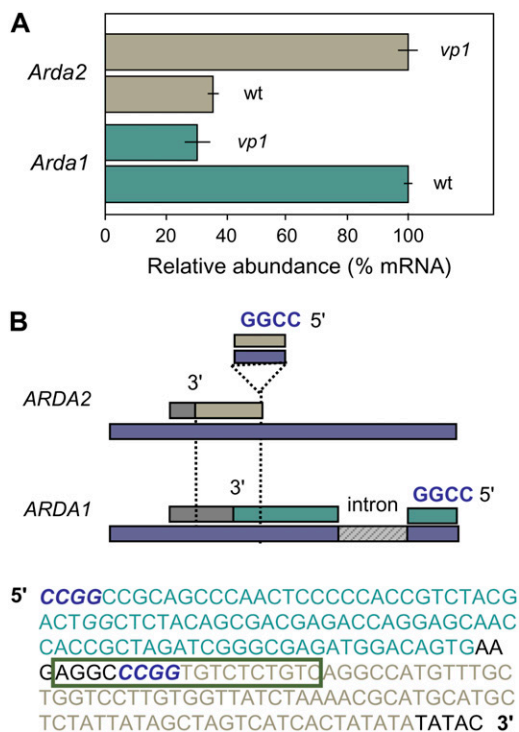 A
Arda2
vp1
wt
Arda1
vp1
wt
0 20 40 60 80 100
Relative abundance (% mRNA)
B
GGCC 5'
3'
ARDA2
3'
intron
GGCC 5'
ARDA1
5' CCGGCCGCAGCCCAACTCCCCCACCGTCTACG
ACTGGCTCTACAGCGACGAGACCAGGAGCAAC
CACCGCTAGATCGGGCGAGATGGACAGTGAA
GAGGCCCGGTGTCTCTGTCAGGCCATGTTTGC
TGGTCCTTGTGGTTATCTAAAACGCATGCATGC
TCTATTATAGCTAGTCATCACTATATATATAC 3'